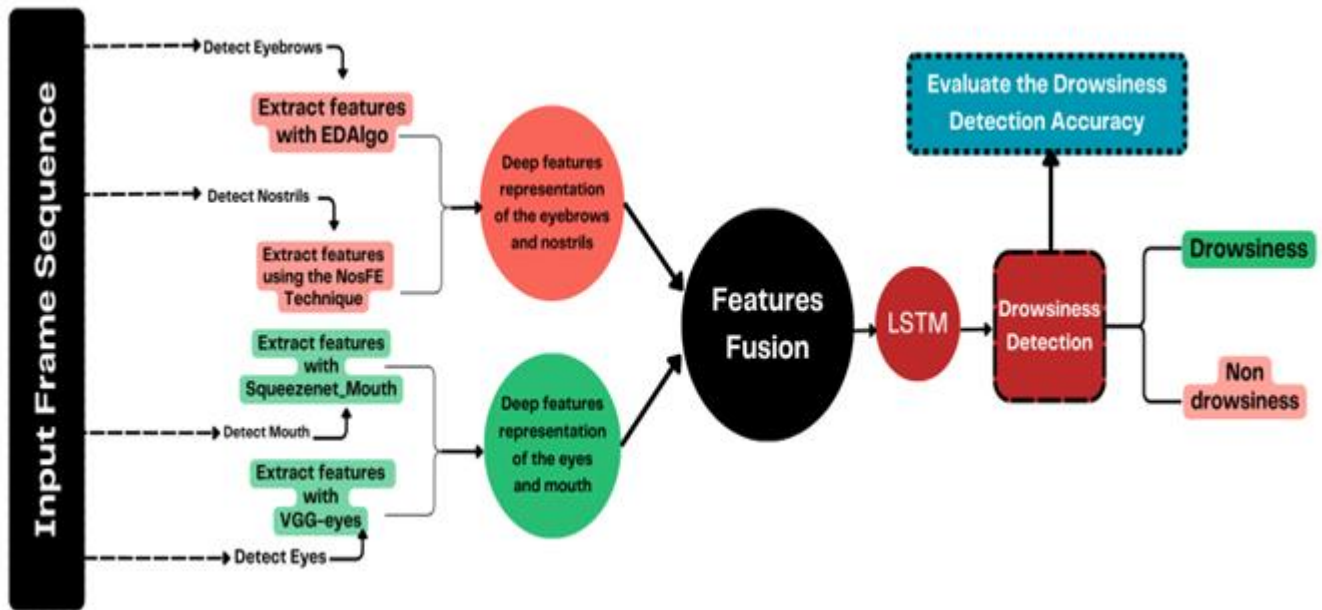 Input Frame Sequence
Detect Eyebrows
Extract features
with EDAlgo
Detect Nostrils
Extract features
using the NosFE
Technique
Extract features
with
Squeezenet_Mouth
Detect Mouth
Extract features
with
VGG-eyes
Detect Eyes
Deep features
representation
of the eyebrows
and nostrils
Deep features
representation
of the eyes
and mouth
Features
Fusion
LSTM
Drowsiness
Detection
Evaluate the Drowsiness
Detection Accuracy
Drowsiness
Non
drowsiness